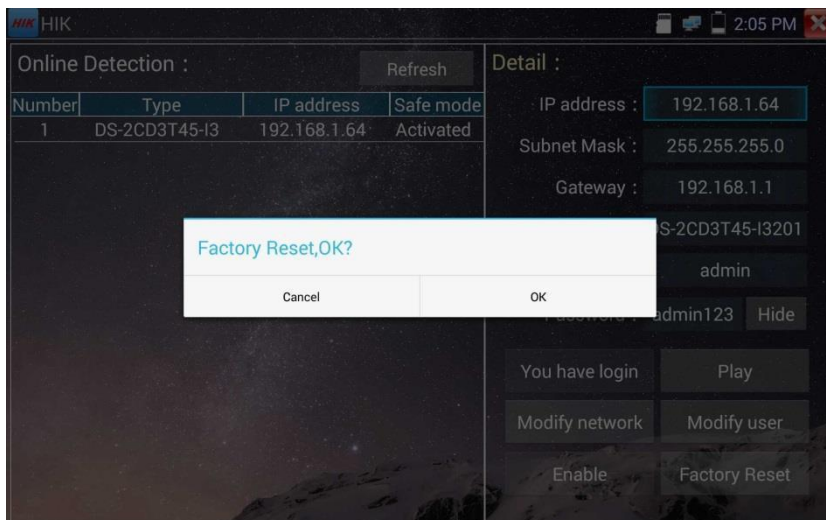 HIK HIK 2:05 PM
Online Detection : Refresh
Number Type IP address Safe mode
1 DS-2CD3T45-I3 192.168.1.64 Activated
Detail :
IP address : 192.168.1.64
Subnet Mask : 255.255.255.0
Gateway : 192.168.1.1
S-2CD3T45-I3201
admin
Password : admin123 Hide
You have login Play
Modify network Modify user
Enable Factory Reset
Factory Reset,OK?
Cancel OK